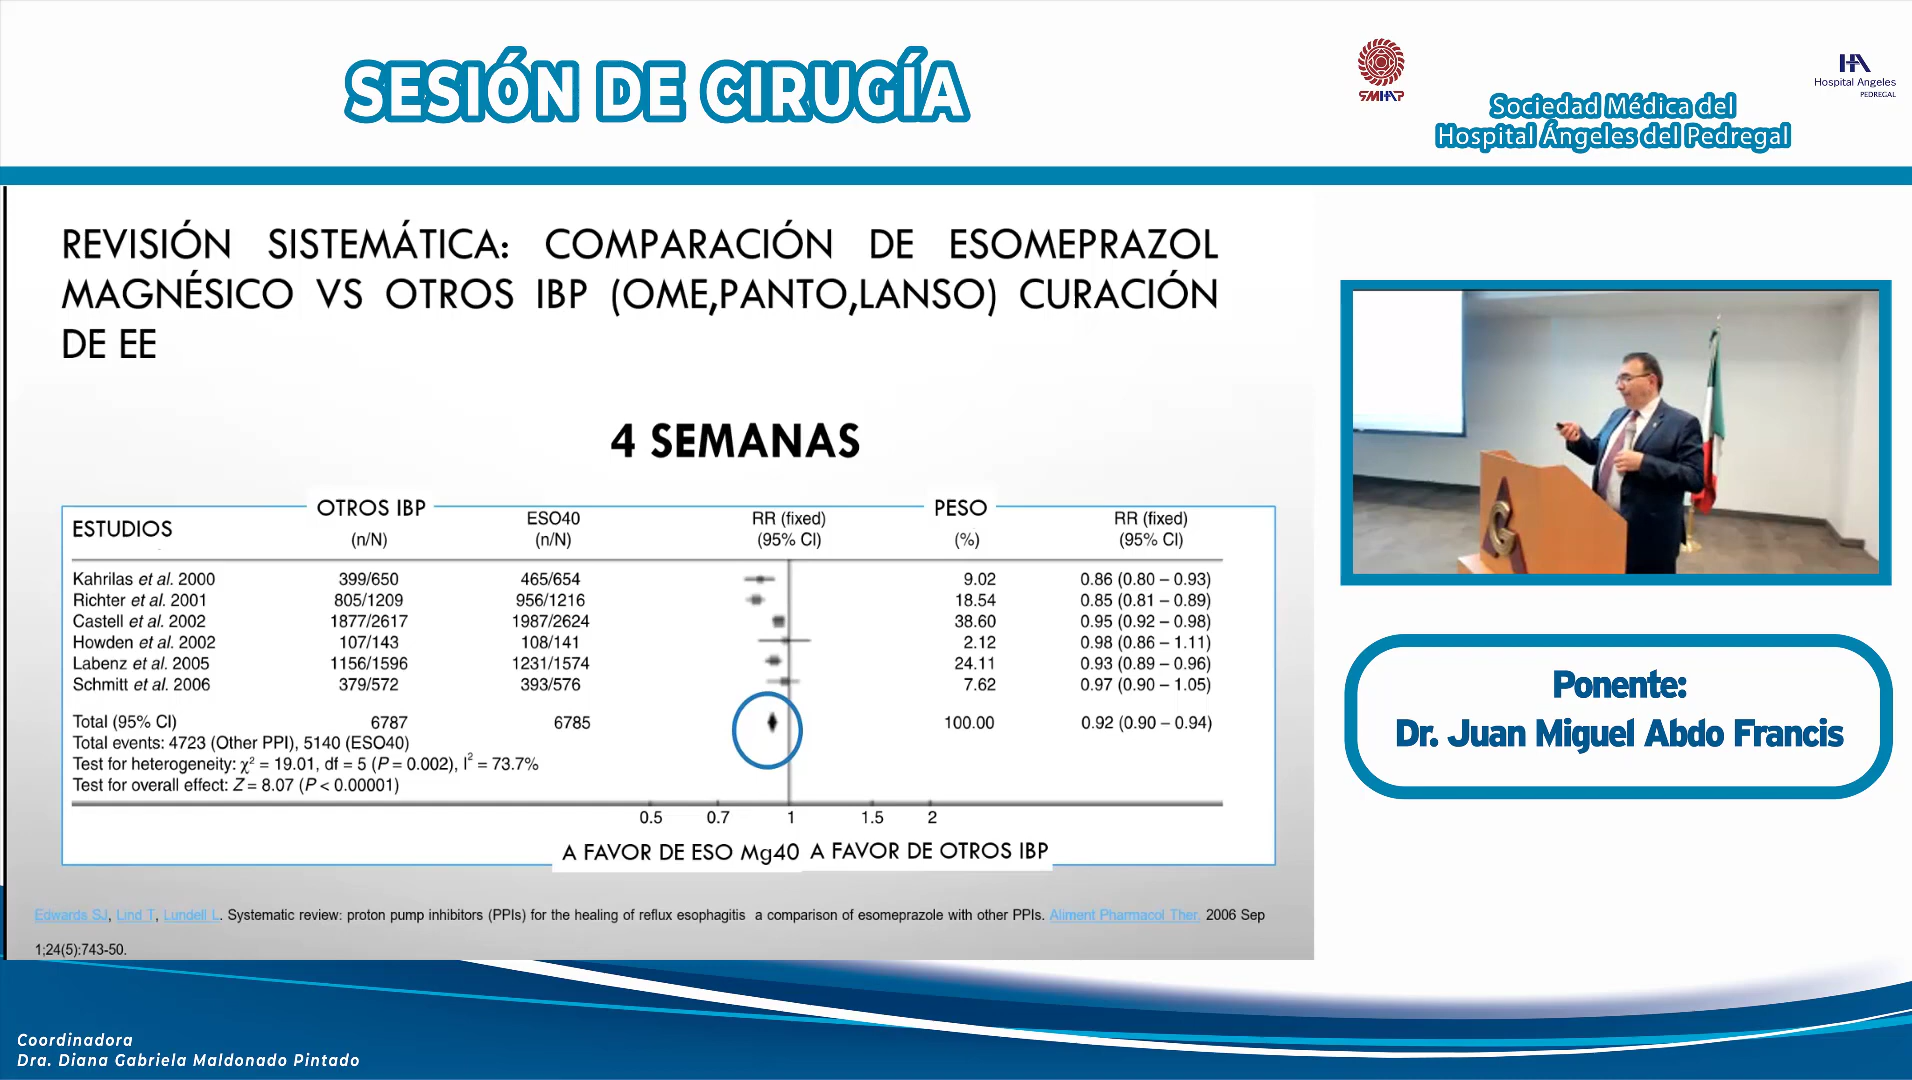 SESIÓN DE CIRUGÍA
SMHAP
HA
Hospital Angeles
PEDREGAL
Sociedad Médica del
Hospital Ángeles del Pedregal
REVISIÓN SISTEMÁTICA: COMPARACIÓN DE ESOMEPRAZOL
MAGNÉSICO VS OTROS IBP (OME,PANTO,LANSO) CURACIÓN
DE EE
4 SEMANAS
ESTUDIOS OTROS IBP ESO40 RR (fixed) PESO RR (fixed)
(n/N) (n/N) (95% CI) (%) (95% CI)
Kahrilas et al. 2000 399/650 465/654 9.02 0.86 (0.80 – 0.93)
Richter et al. 2001 805/1209 956/1216 18.54 0.85 (0.81 – 0.89)
Castell et al. 2002 1877/2617 1987/2624 38.60 0.95 (0.92 – 0.98)
Howden et al. 2002 107/143 108/141 2.12 0.98 (0.86 – 1.11)
Labenz et al. 2005 1156/1596 1231/1574 24.11 0.93 (0.89 – 0.96)
Schmitt et al. 2006 379/572 393/576 7.62 0.97 (0.90 – 1.05)
Total (95% CI) 6787 6785 100.00 0.92 (0.90 – 0.94)
Total events: 4723 (Other PPI), 5140 (ESO40)
Test for heterogeneity: χ² = 19.01, df = 5 (P = 0.002), I² = 73.7%
Test for overall effect: Z = 8.07 (P < 0.00001)
0.5 0.7 1 1.5 2
A FAVOR DE ESO Mg40 A FAVOR DE OTROS IBP
Edwards SJ, Lind T, Lundell L. Systematic review: proton pump inhibitors (PPIs) for the healing of reflux esophagitis a comparison of esomeprazole with other PPIs. Aliment Pharmacol Ther. 2006 Sep
1;24(5):743-50.
Ponente:
Dr. Juan Miguel Abdo Francis
Coordinadora
Dra. Diana Gabriela Maldonado Pintado